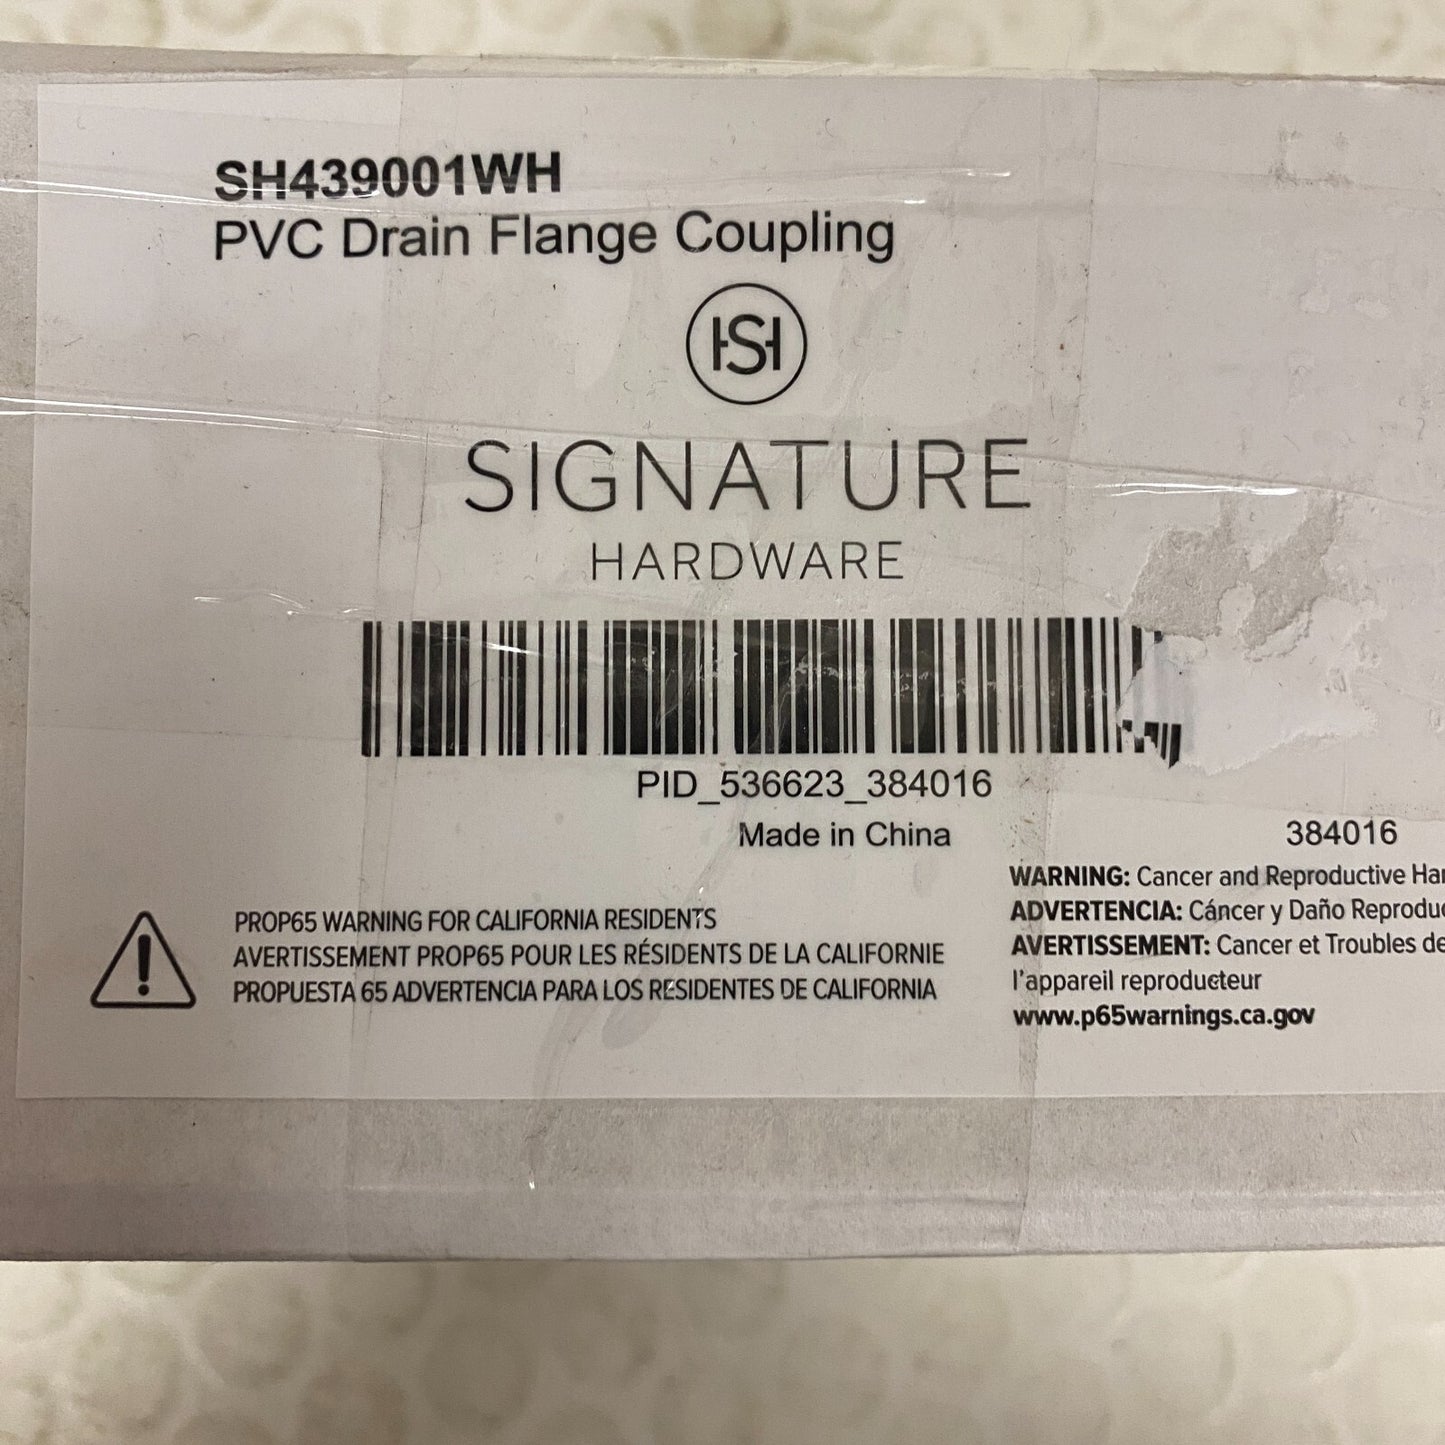 SH439001WH
PVC Drain Flange Coupling
SH
SIGNATURE
HARDWARE
PID_536623_384016
Made in China
384016
PROP65 WARNING FOR CALIFORNIA RESIDENTS
AVERTISSEMENT PROP65 POUR LES RÉSIDENTS DE LA CALIFORNIE
PROPUESTA 65 ADVERTENCIA PARA LOS RESIDENTES DE CALIFORNIA
WARNING: Cancer and Reproductive
ADVERTENCIA: Cáncer y Daño
AVERTISSEMENT: Cancer et Troubles de
l'appareil reproducteur
www.p65warnings.ca.gov